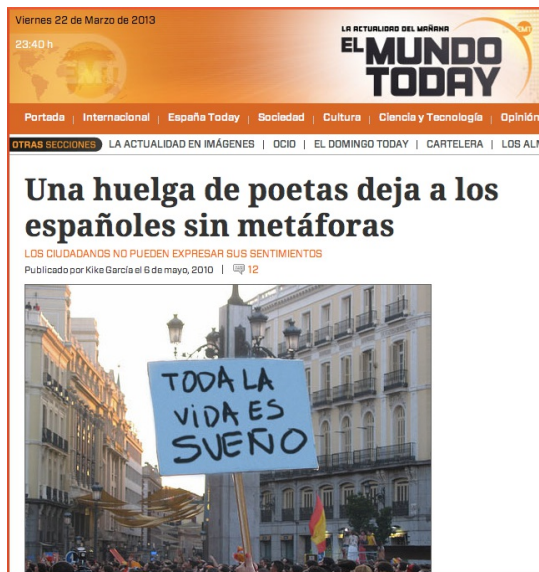 Viernes 22 de Marzo de 2013
23:40 h
EMT
LA ACTUALIDAD DEL MAÑANA
EL MUNDO
TODAY
EMT
Portada | Internacional | España Today | Sociedad | Cultura | Ciencia y Tecnología | Opinión
OTRAS SECCIONES LA ACTUALIDAD EN IMÁGENES | OCIO | EL DOMINGO TODAY | CARTELERA | LOS
Una huelga de poetas deja a los
españoles sin metáforas
LOS CIUDADANOS NO PUEDEN EXPRESAR SUS SENTIMIENTOS
Publicado por Kike García el 6 de mayo, 2010 | 12
TODA LA
VIDA ES
SUEÑO